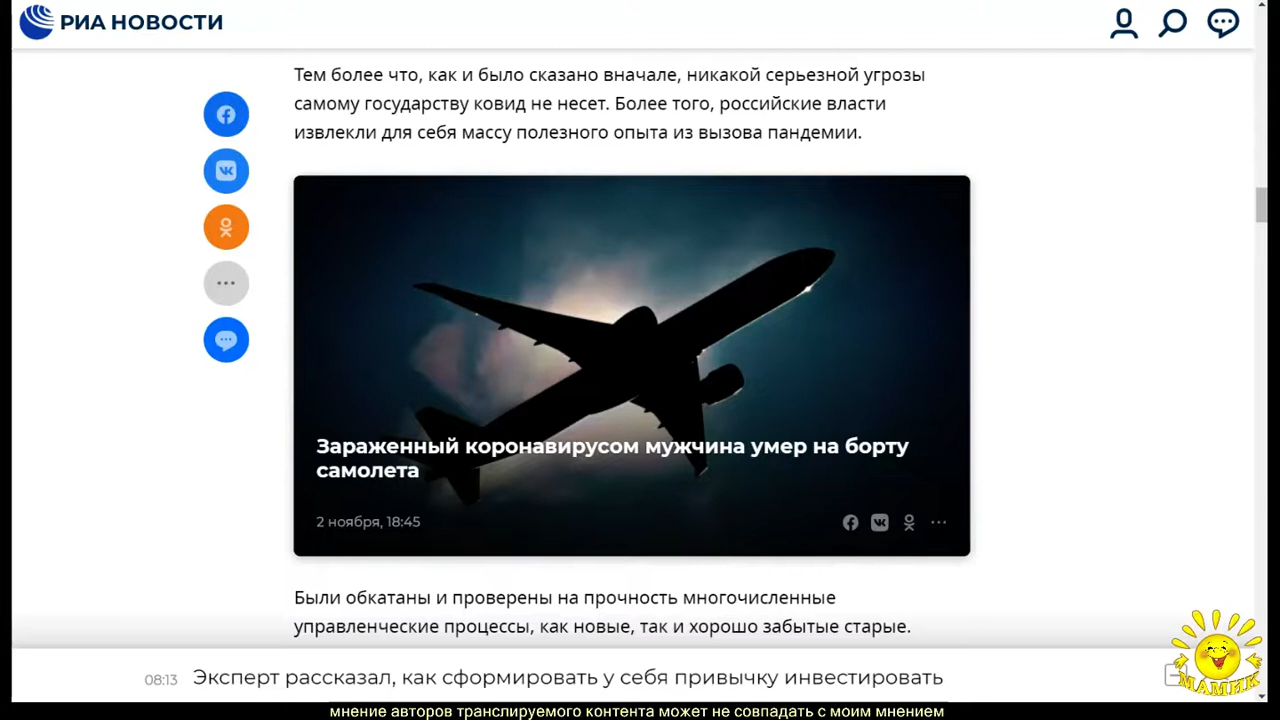 РИА НОВОСТИ
Тем более что, как и было сказано вначале, никакой серьезной угрозы
самому государству ковид не несет. Более того, российские власти
извлекли для себя массу полезного опыта из вызова пандемии.
Зараженный коронавирусом мужчина умер на борту
самолета
2 ноября, 18:45
Были обкатаны и проверены на прочность многочисленные
управленческие процессы, как новые, так и хорошо забытые старые.
08:13 Эксперт рассказал, как сформировать у себя привычку инвестировать
МАМИК
мнение авторов транслируемого контента может не совпадать с моим мнением